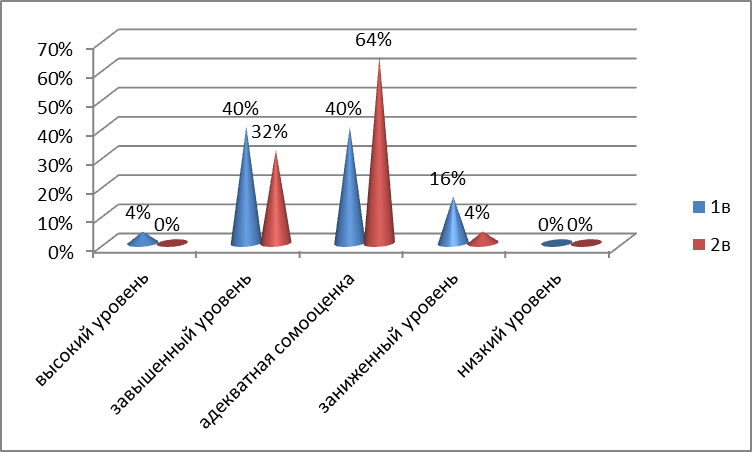 70%
60%
50%
40%
30%
20%
10%
0%
4%
0%
40%
32%
40%
64%
16%
4%
0%
0%
высокий уровень
завышенный уровень
адекватная сомооценка
заниженный уровень
низкий уровень
1в
2в